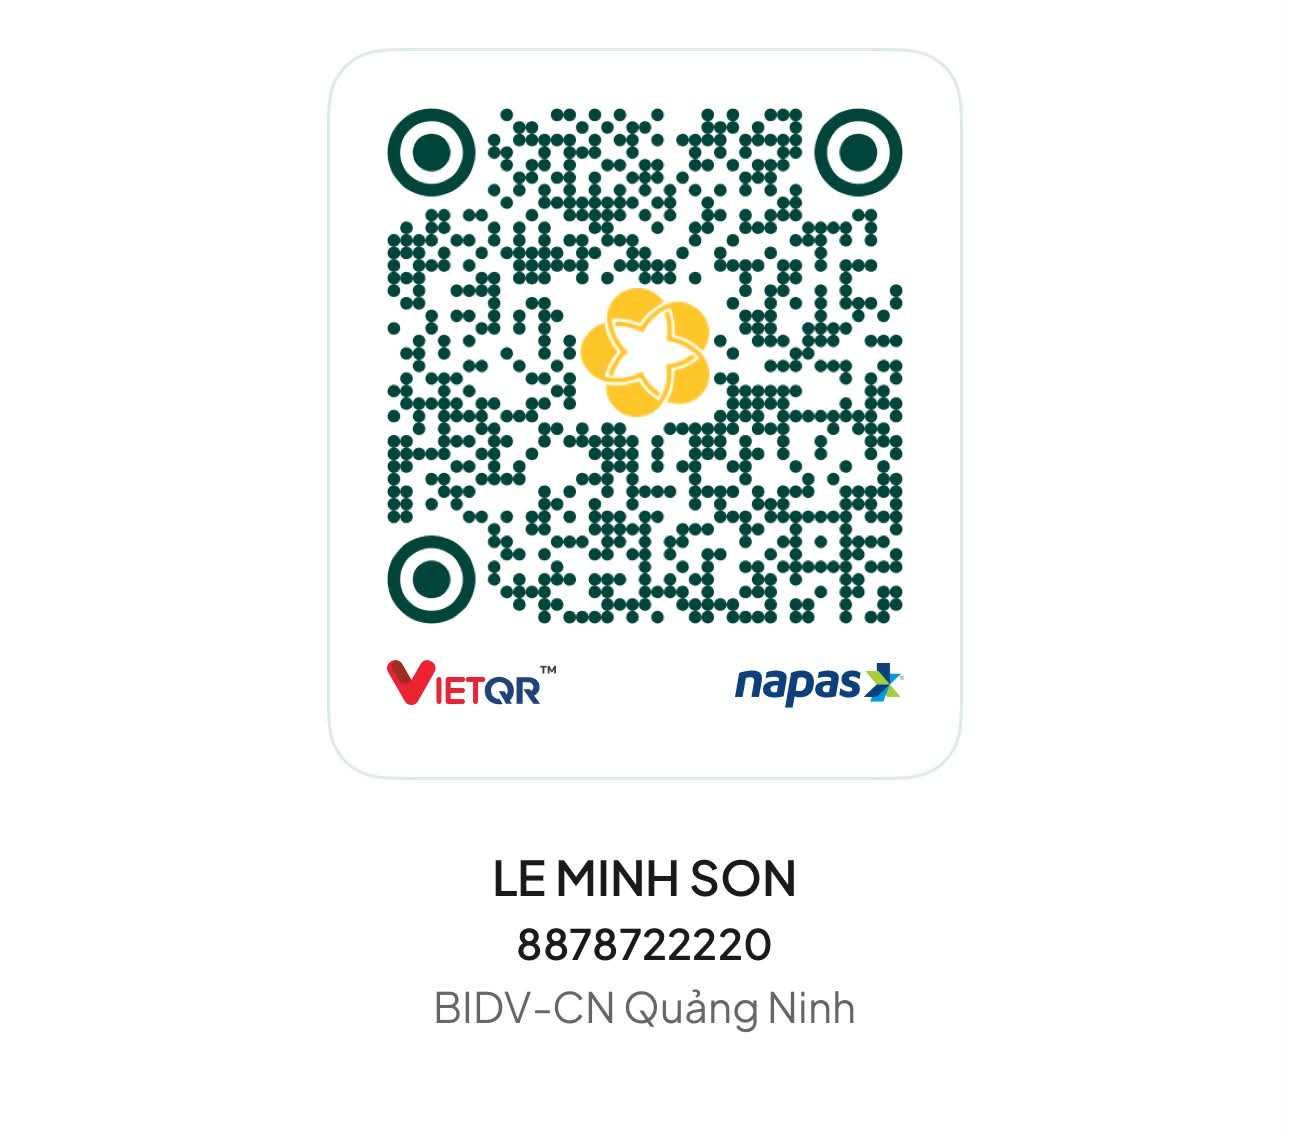 VIETQR™
napas
LE MINH SON
8878722220
BIDV-CN Quảng Ninh